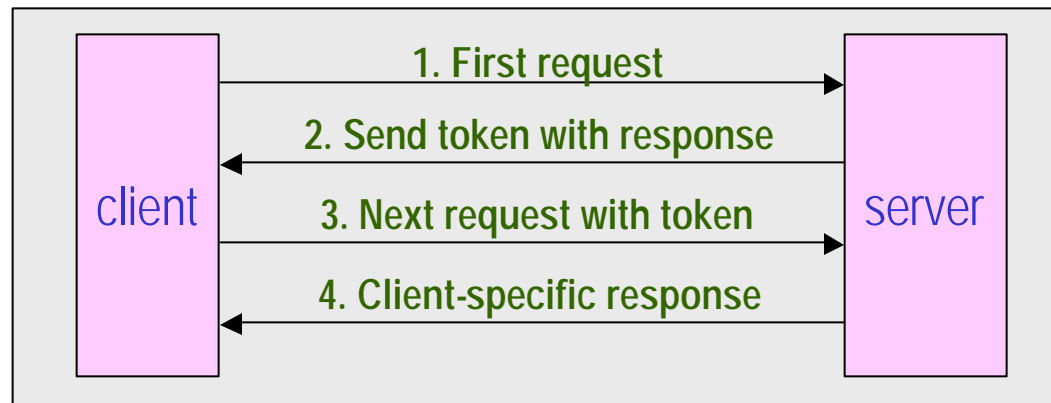 1. First request
2. Send token with response
client
3. Next request with token
server
4. Client-specific response